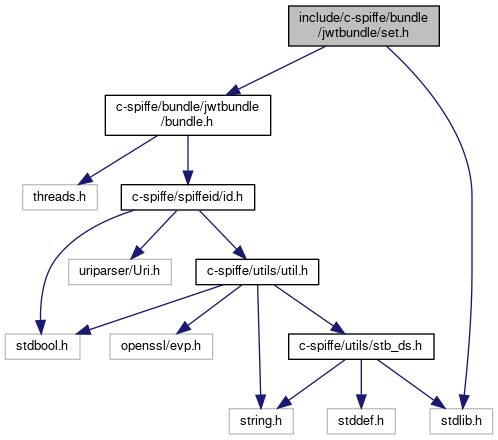 include/c-spiffe/bundle
/jwtbundle/set.h
c-spiffe/bundle/jwtbundle
/bundle.h
threads.h
c-spiffe/spiffeid/id.h
uriparser/Uri.h
c-spiffe/utils/util.h
stdbool.h
openssl/evp.h
c-spiffe/utils/stb_ds.h
string.h
stddef.h
stdlib.h